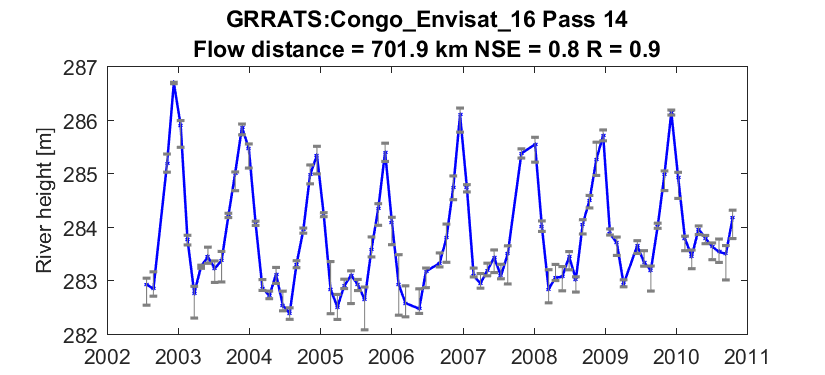 GRRATS:Congo_Envisat_16 Pass 14
Flow distance = 701.9 km NSE = 0.8 R = 0.9
River height [m]
287
286
285
284
283
282
2002 2003 2004 2005 2006 2007 2008 2009 2010 2011